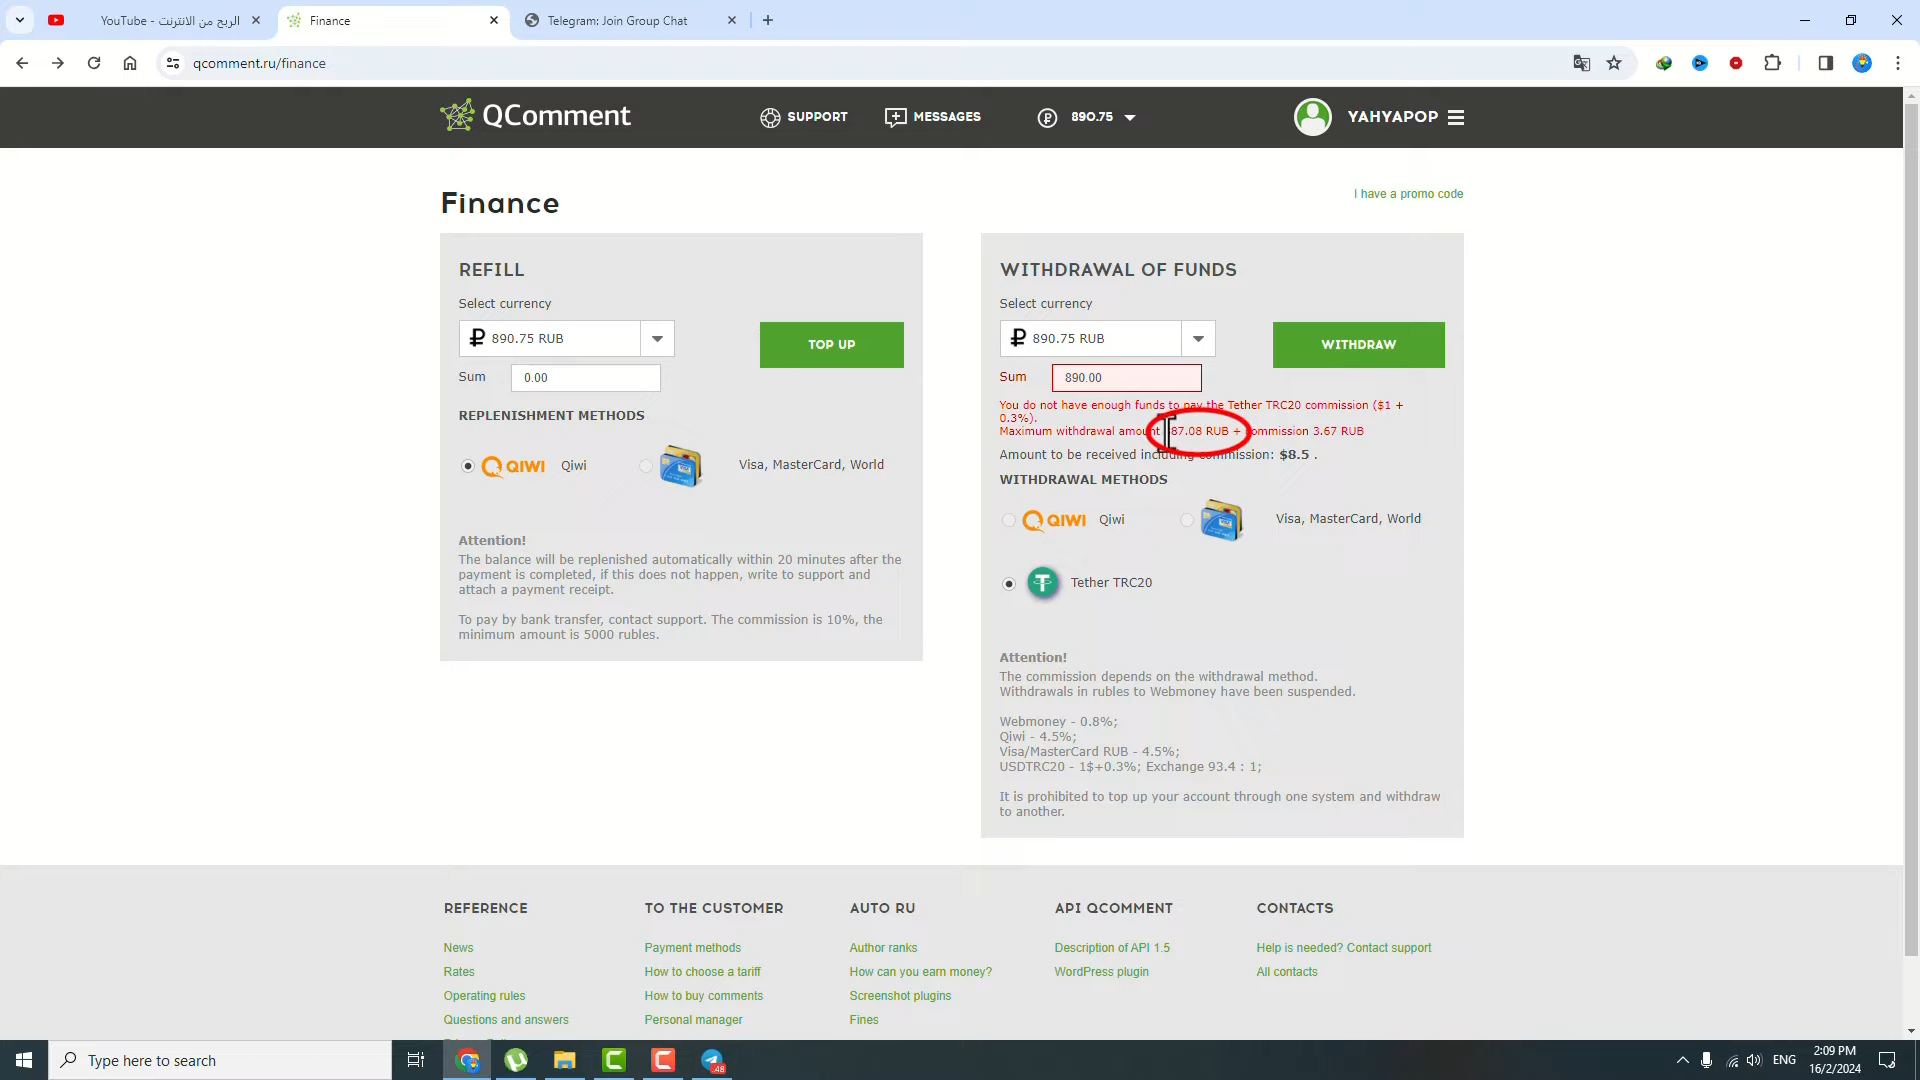 الربح من الانترنت - YouTube
Finance
Telegram: Join Group Chat
qcomment.ru/finance
QComment
SUPPORT
MESSAGES
890.75
YAHYAPOP
Finance
I have a promo code
REFILL
Select currency
890.75 RUB
TOP UP
Sum
0.00
REPLENISHMENT METHODS
QIWI Qiwi
Visa, MasterCard, World
Attention!
The balance will be replenished automatically within 20 minutes after the
payment is completed, if this does not happen, write to support and
attach a payment receipt.
To pay by bank transfer, contact support. The commission is 10%, the
minimum amount is 5000 rubles.
WITHDRAWAL OF FUNDS
Select currency
₽ 890.75 RUB
WITHDRAW
Sum
890.00
You do not have enough funds to pay the Tether TRC20 commission ($1 +
0.3%).
Maximum withdrawal amount 87.08 RUB + commission 3.67 RUB
Amount to be received including commission: $8.5 .
WITHDRAWAL METHODS
QIWI Qiwi
Visa, MasterCard, World
Tether TRC20
Attention!
The commission depends on the withdrawal method.
Withdrawals in rubles to Webmoney have been suspended.
Webmoney - 0.8%;
Qiwi - 4.5%;
Visa/MasterCard RUB - 4.5%;
USDTRC20 - 1$+0.3%; Exchange 93.4 : 1;
It is prohibited to top up your account through one system and withdraw
to another.
REFERENCE
News
Rates
Operating rules
Questions and answers
TO THE CUSTOMER
Payment methods
How to choose a tariff
How to buy comments
Personal manager
AUTO RU
Author ranks
How can you earn money?
Screenshot plugins
Fines
API QCOMMENT
Description of API 1.5
WordPress plugin
CONTACTS
Help is needed? Contact support
All contacts
Type here to search
48
ENG
2:09 PM
16/2/2024